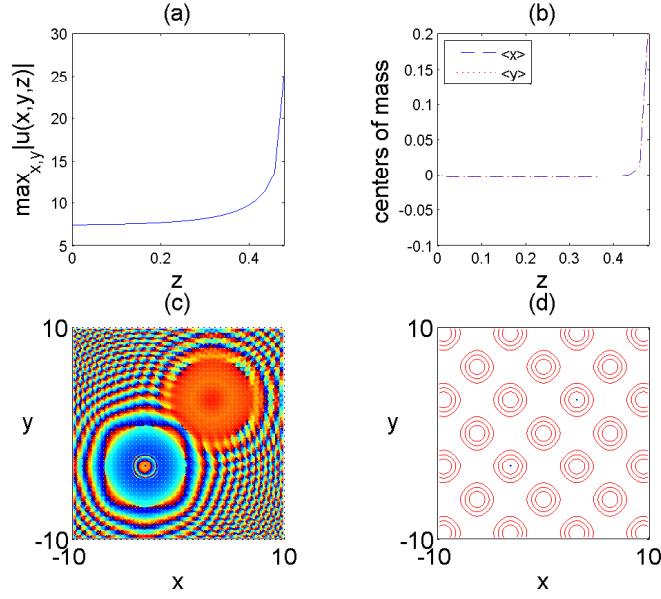 (a)
30
25
20
15
10
5
0
0.2
0.4
max_{x,y}|u(x,y,z)|
z
(b)
<x>
<y>
0.2
0.15
0.1
0.05
0
-0.05
-0.1
0
0.1
0.2
0.3
0.4
centers of mass
z
(c)
10
y
-10
-10
10
x
(d)
10
y
-10
-10
10
x